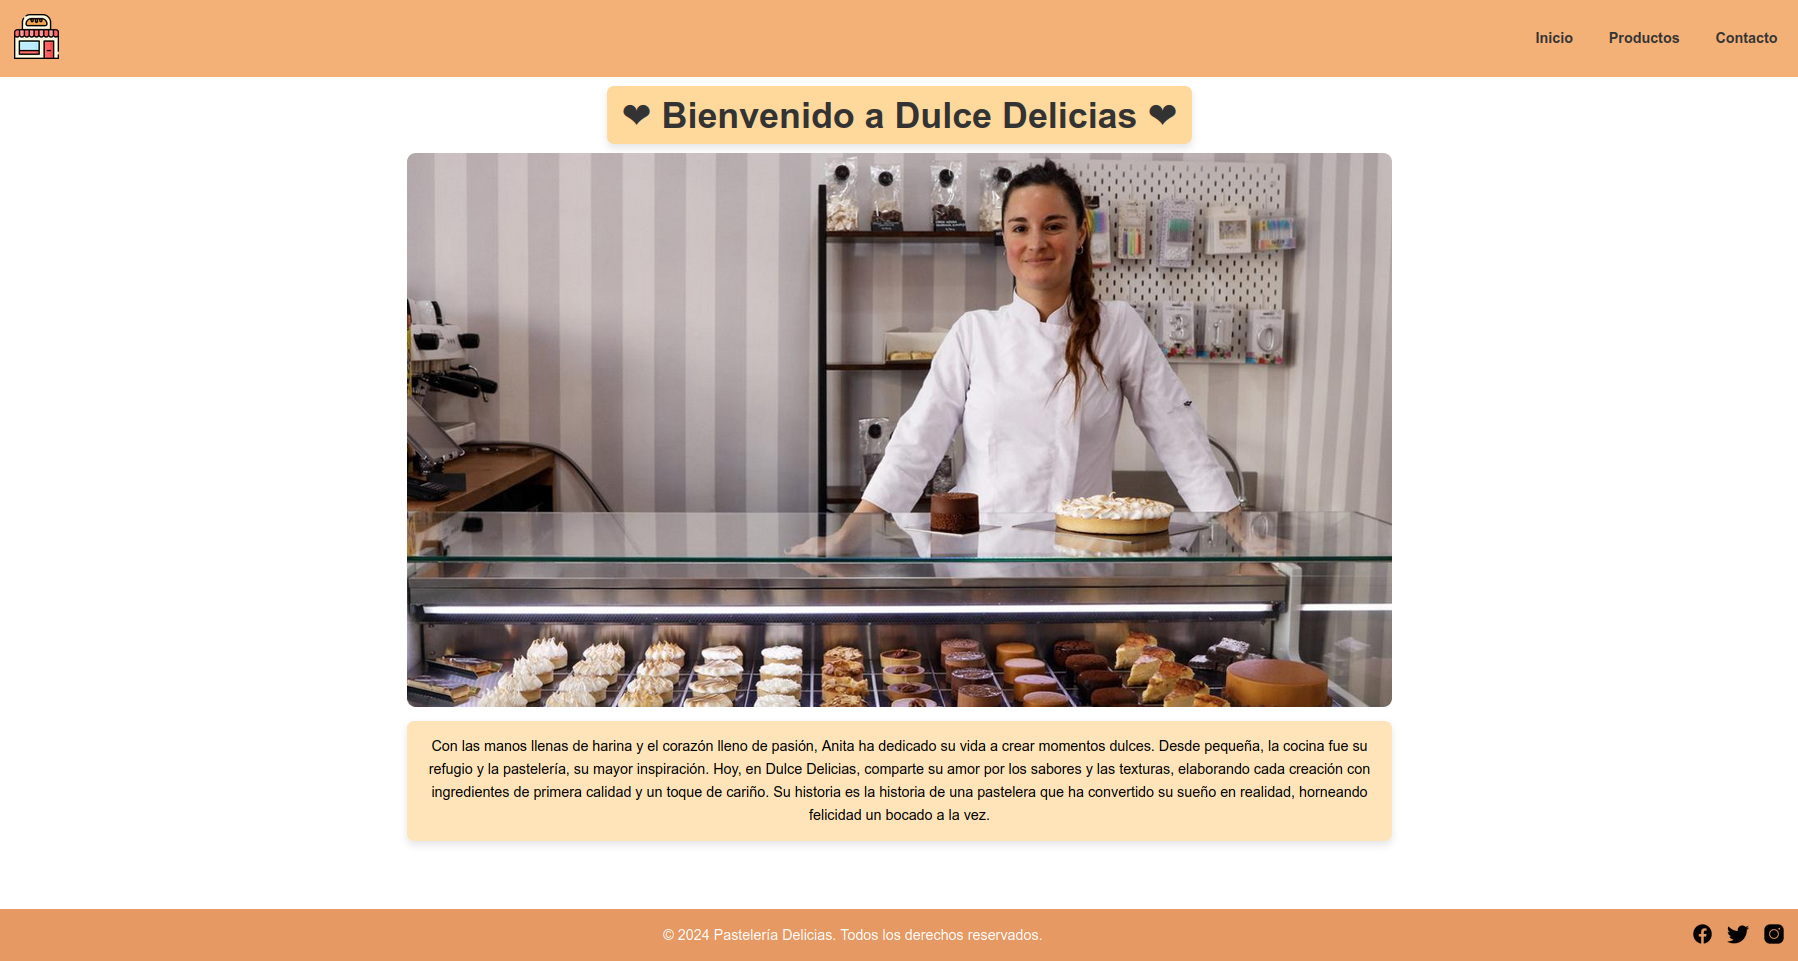 Inicio Productos Contacto
❤ Bienvenido a Dulce Delicias ❤
3 1 0
Con las manos llenas de harina y el corazón lleno de pasión, Anita ha dedicado su vida a crear momentos dulces. Desde pequeña, la cocina fue su
refugio y la pastelería, su mayor inspiración. Hoy, en Dulce Delicias, comparte su amor por los sabores y las texturas, elaborando cada creación con
ingredientes de primera calidad y un toque de cariño. Su historia es la historia de una pastelera que ha convertido su sueño en realidad, horneando
felicidad un bocado a la vez.
© 2024 Pastelería Delicias. Todos los derechos reservados.